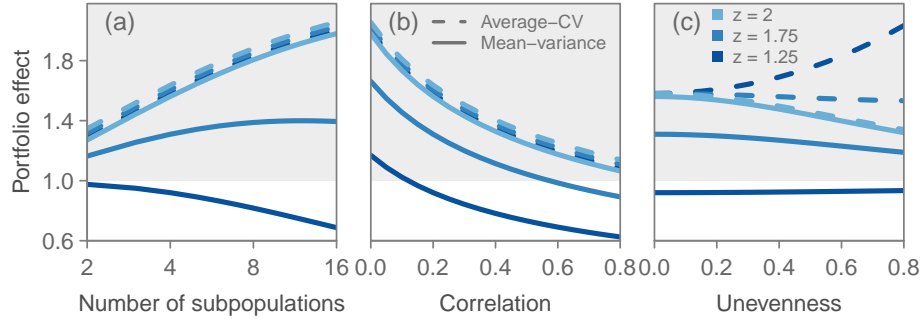 (a)
(b)
(c)
Average−CV
Mean−variance
z = 2
z = 1.75
z = 1.25
Portfolio effect
1.8
1.4
1.0
0.6
2 4 8 16
0.0 0.2 0.4 0.6 0.8
0.0 0.2 0.4 0.6 0.8
Number of subpopulations
Correlation
Unevenness